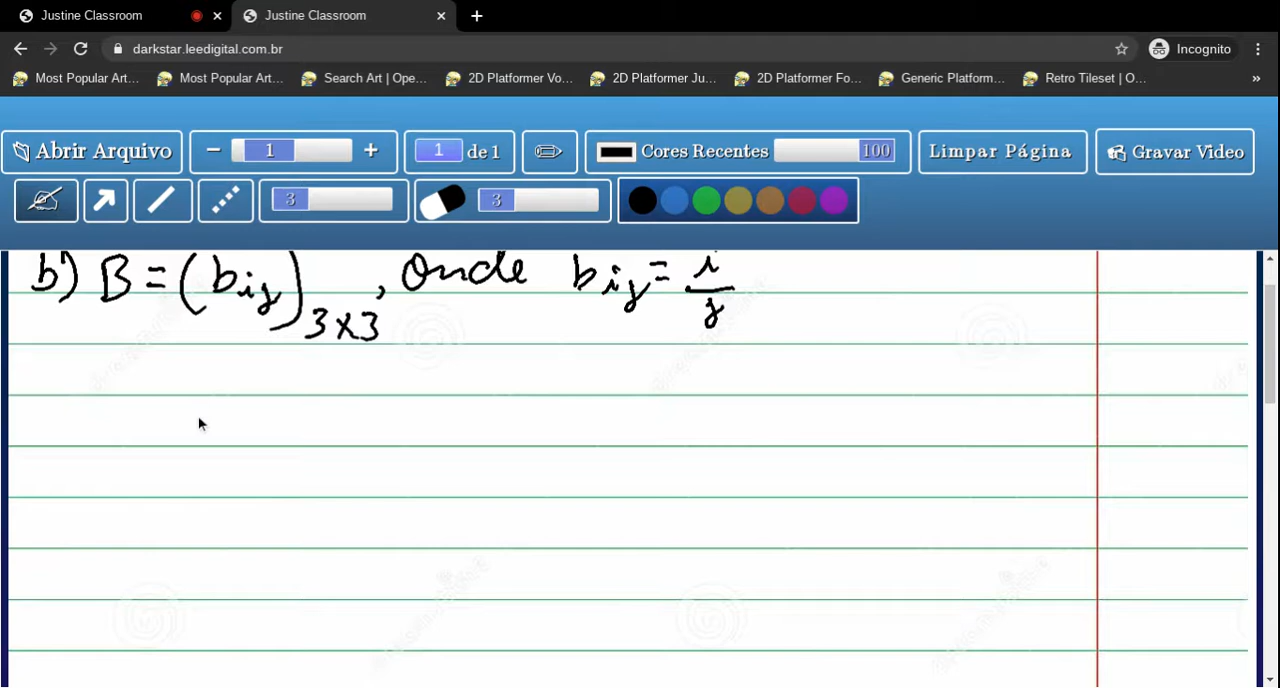 Justine Classroom
Justine Classroom
darkstar.leedigital.com.br
Incognito
Most Popular Art...
Most Popular Art...
Search Art | Ope...
2D Platformer Vo...
2D Platformer Ju...
2D Platformer Fo...
Generic Platform...
Retro Tileset | O...
»
Abrir Arquivo
− 1 +
1 de 1
Cores Recentes 100
Limpar Página
Gravar Video
3
3
b) B = (bij)3x3, onde bij = i/j